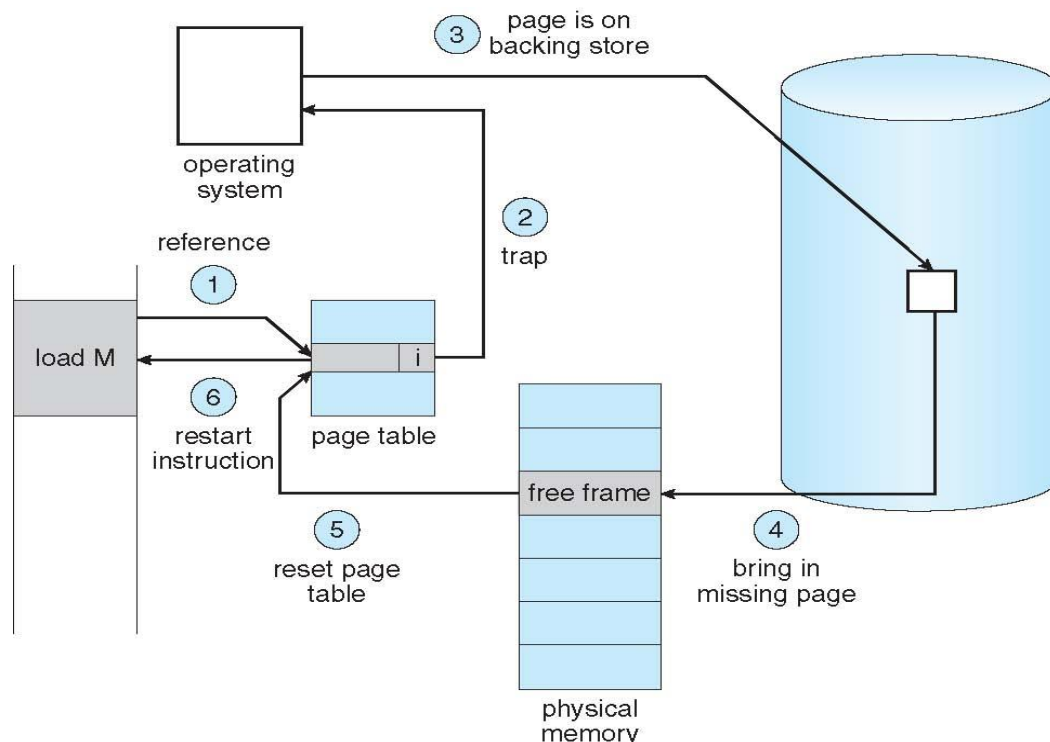 3
page is on
backing store
operating
system
2
trap
reference
1
load M
i
6
restart
instruction
page table
free frame
5
reset page
table
4
bring in
missing page
physical
memory